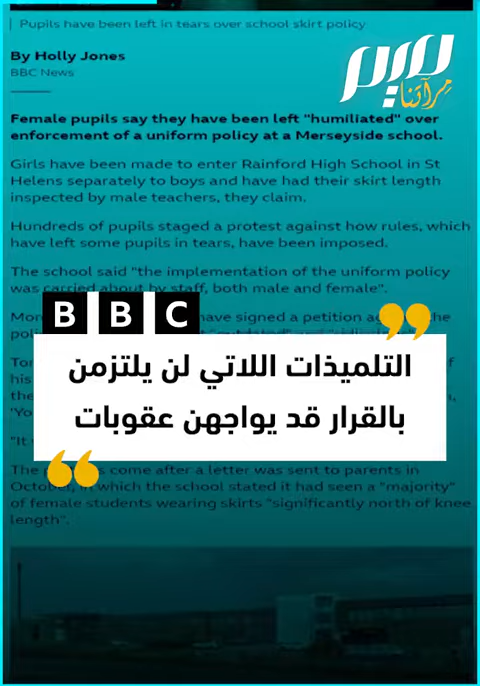 Pupils have been left in tears over school skirt policy
By Holly Jones
BBC News
سيم
مرآتنا
Female pupils say they have been left "humiliated" over
enforcement of a uniform policy at a Merseyside school.
Girls have been made to enter Rainford High School in St
Helens separately to boys and have had their skirt length
inspected by male teachers, they claim.
Hundreds of pupils staged a protest against how rules, which
have left some pupils in tears, have been imposed.
The school said "the implementation of the uniform policy
was carried about by staff, both male and female".
BBC
have signed a petition
التلميذات اللاتي لن يلتزمن
بالقرار قد يواجهن عقوبات
The come after a letter was sent to parents in
October, in which the school stated it had seen a "majority"
of female students wearing skirts "significantly north of knee
length".